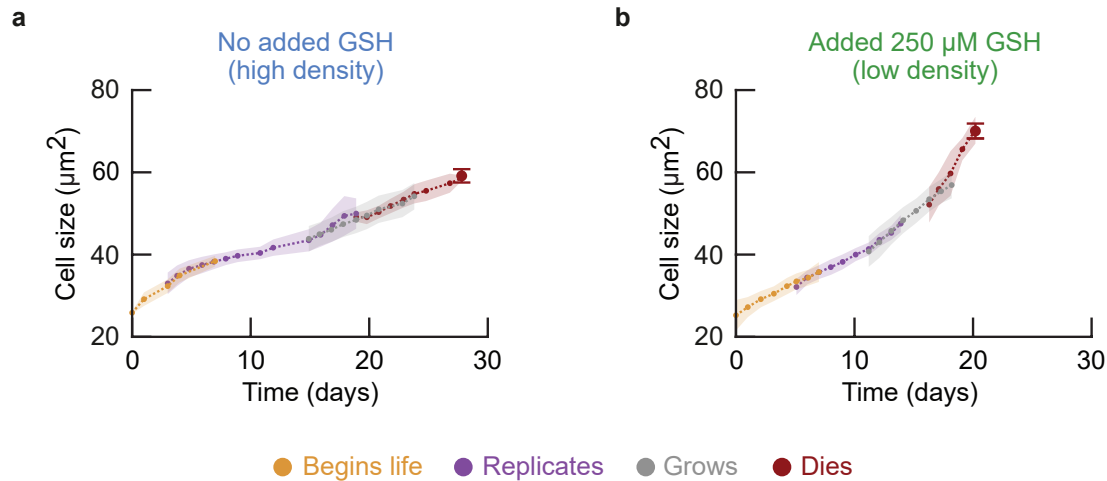 a
No added GSH
(high density)
80
60
40
20
Cell size (μm²)
0
10
20
30
Time (days)
b
Added 250 μM GSH
(low density)
80
60
40
20
Cell size (μm²)
0
10
20
30
Time (days)
Begins life
Replicates
Grows
Dies